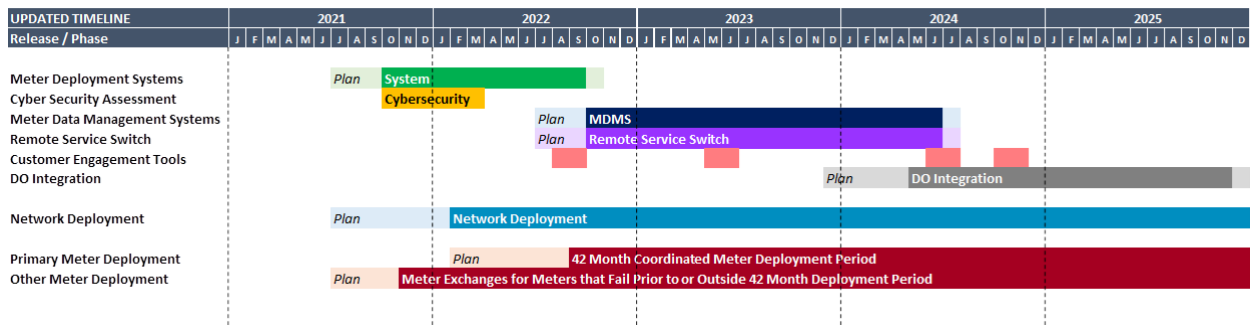 UPDATED TIMELINE 2021 2022 2023 2024 2025
Release / Phase J F M A M J J A S O N D J F M A M J J A S O N D J F M A M J J A S O N D J F M A M J J A S O N D J F M A M J J A S O N D
Meter Deployment Systems Plan System
Cyber Security Assessment Cybersecurity
Meter Data Management Systems Plan MDMS
Remote Service Switch Plan Remote Service Switch
Customer Engagement Tools
DO Integration Plan DO Integration
Network Deployment Plan Network Deployment
Primary Meter Deployment Plan 42 Month Coordinated Meter Deployment Period
Other Meter Deployment Plan Meter Exchanges for Meters that Fail Prior to or Outside 42 Month Deployment Period